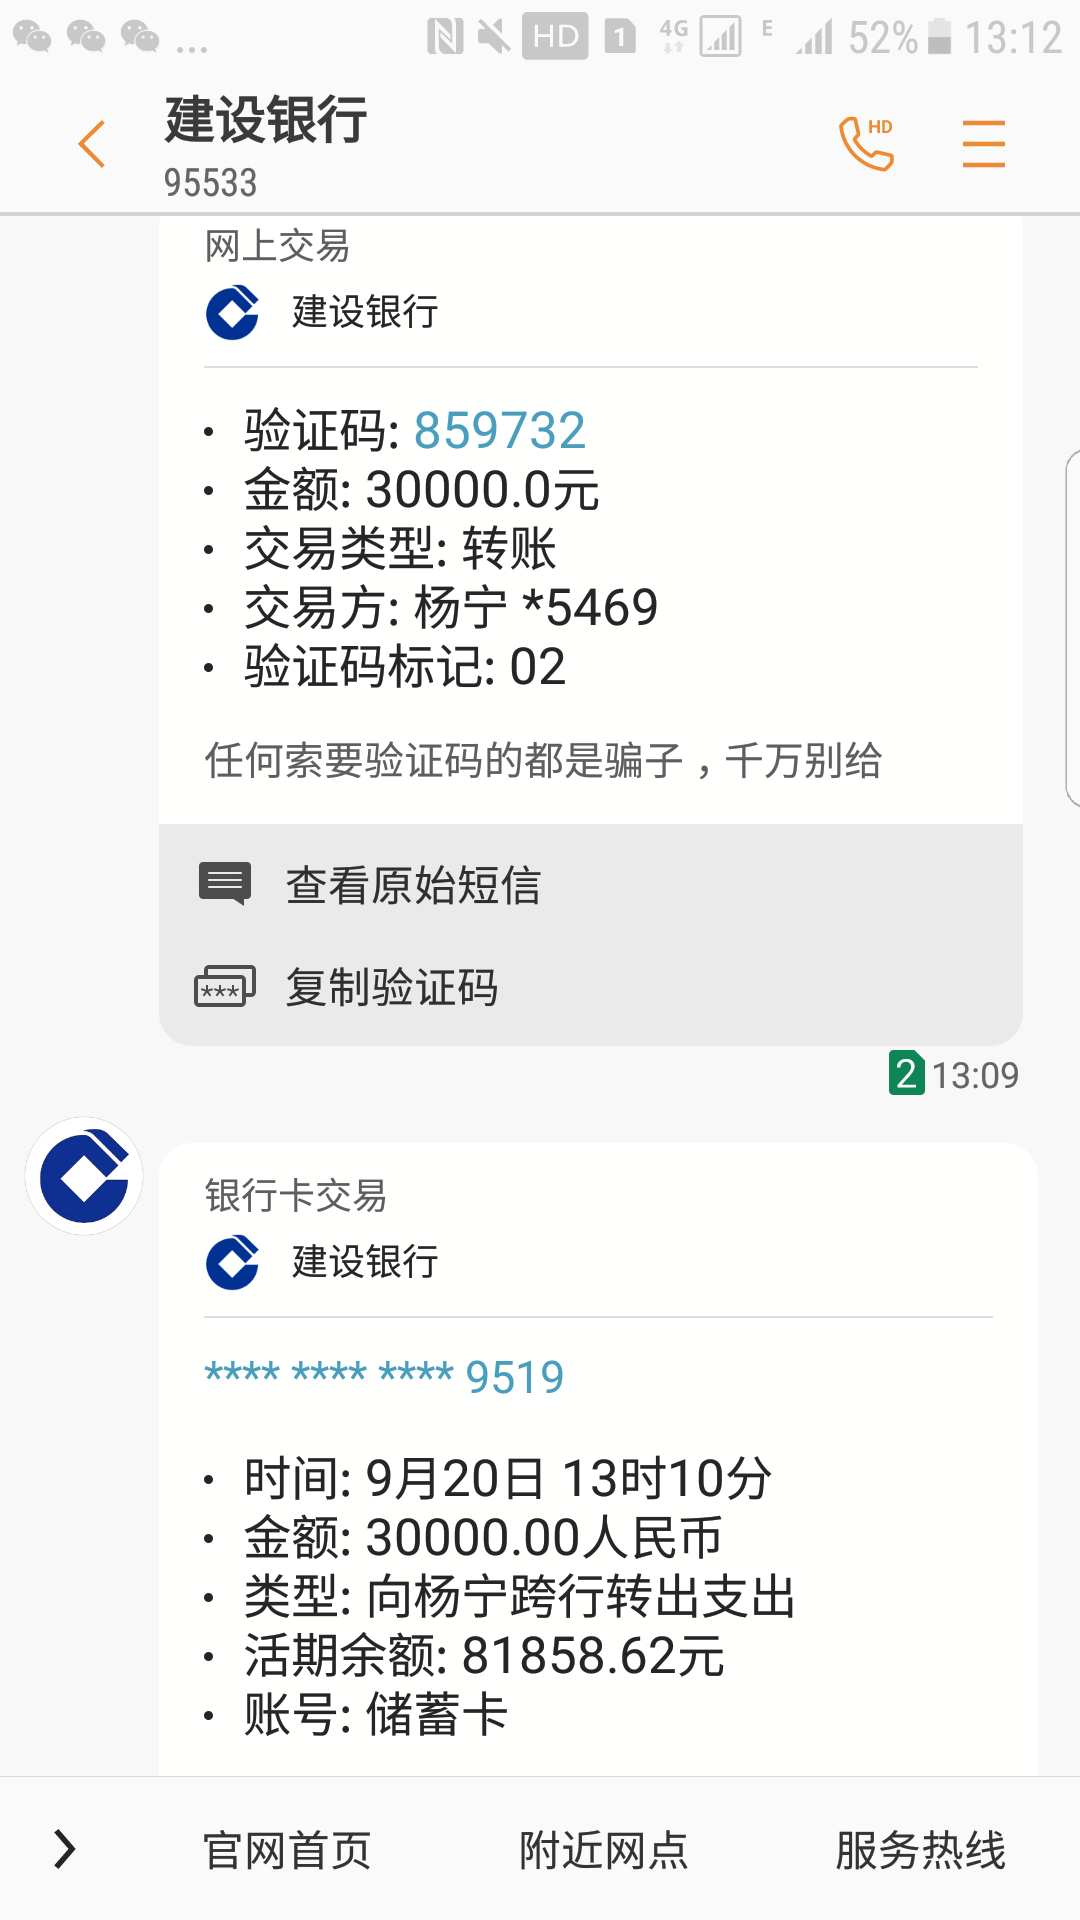 ... HD 1 4G E 52% 13:12
建设银行
95533
HD
网上交易
建设银行
• 验证码: 859732
• 金额: 30000.0元
• 交易类型: 转账
• 交易方: 杨宁 *5469
• 验证码标记: 02
任何索要验证码的都是骗子，千万别给
查看原始短信
*** 复制验证码
2 13:09
银行卡交易
建设银行
**** **** **** 9519
• 时间: 9月20日 13时10分
• 金额: 30000.00人民币
• 类型: 向杨宁跨行转出支出
• 活期余额: 81858.62元
• 账号: 储蓄卡
官网首页 附近网点 服务热线